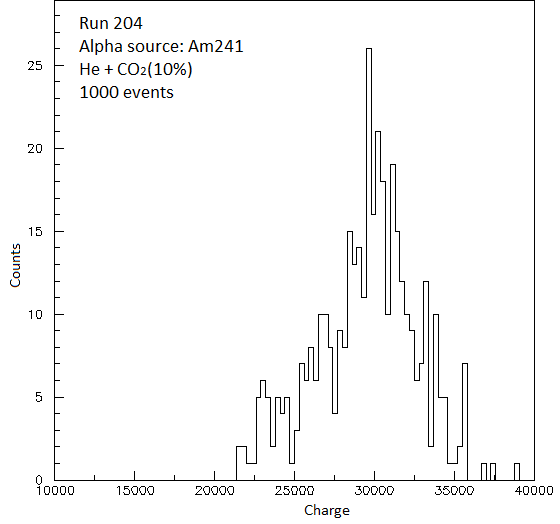 Run 204
Alpha source: Am241
He + CO₂(10%)
1000 events
25
20
15
10
5
0
Counts
10000 15000 20000 25000 30000 35000 40000
Charge